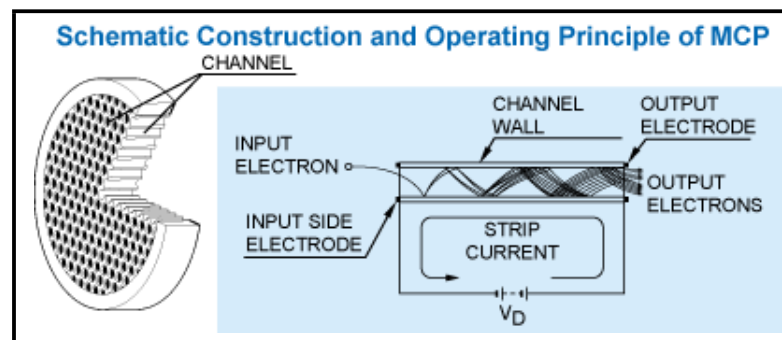 Schematic Construction and Operating Principle of MCP
CHANNEL
CHANNEL
WALL
OUTPUT
ELECTRODE
INPUT
ELECTRON
OUTPUT
ELECTRONS
INPUT SIDE
ELECTRODE
STRIP
CURRENT
VD